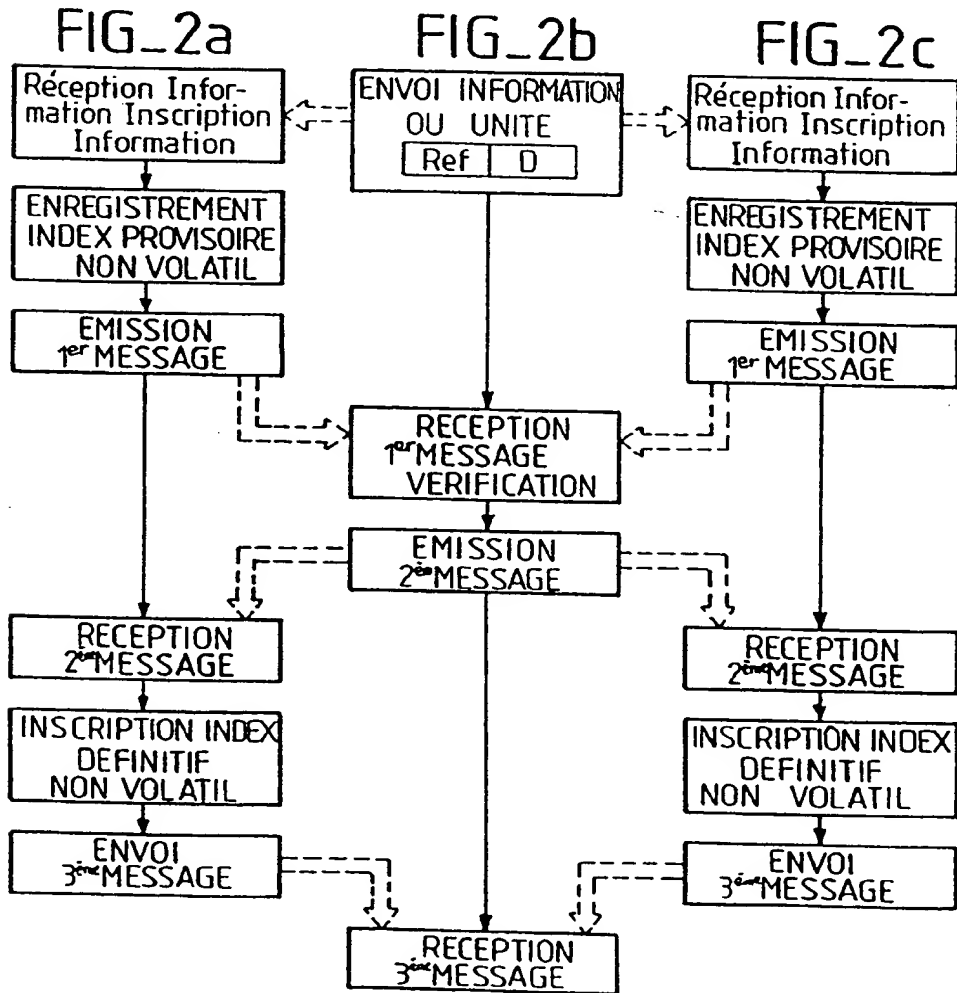 FIG_2a
Réception Infor-
mation Inscription
Information
ENREGISTREMENT
INDEX PROVISOIRE
NON VOLATIL
EMISSION
1er MESSAGE
RECEPTION
2ème MESSAGE
INSCRIPTION INDEX
DEFINITIF
NON VOLATIL
ENVOI
3ème MESSAGE
FIG_2b
ENVOI INFORMATION
OU UNITE
Ref D
RECEPTION
1er MESSAGE
VERIFICATION
EMISSION
2ème MESSAGE
RECEPTION
3ème MESSAGE
FIG_2c
Réception Infor-
mation Inscription
Information
ENREGISTREMENT
INDEX PROVISOIRE
NON VOLATIL
EMISSION
1er MESSAGE
RECEPTION
2ème MESSAGE
INSCRIPTION INDEX
DEFINITIF
NON VOLATIL
ENVOI
3ème MESSAGE